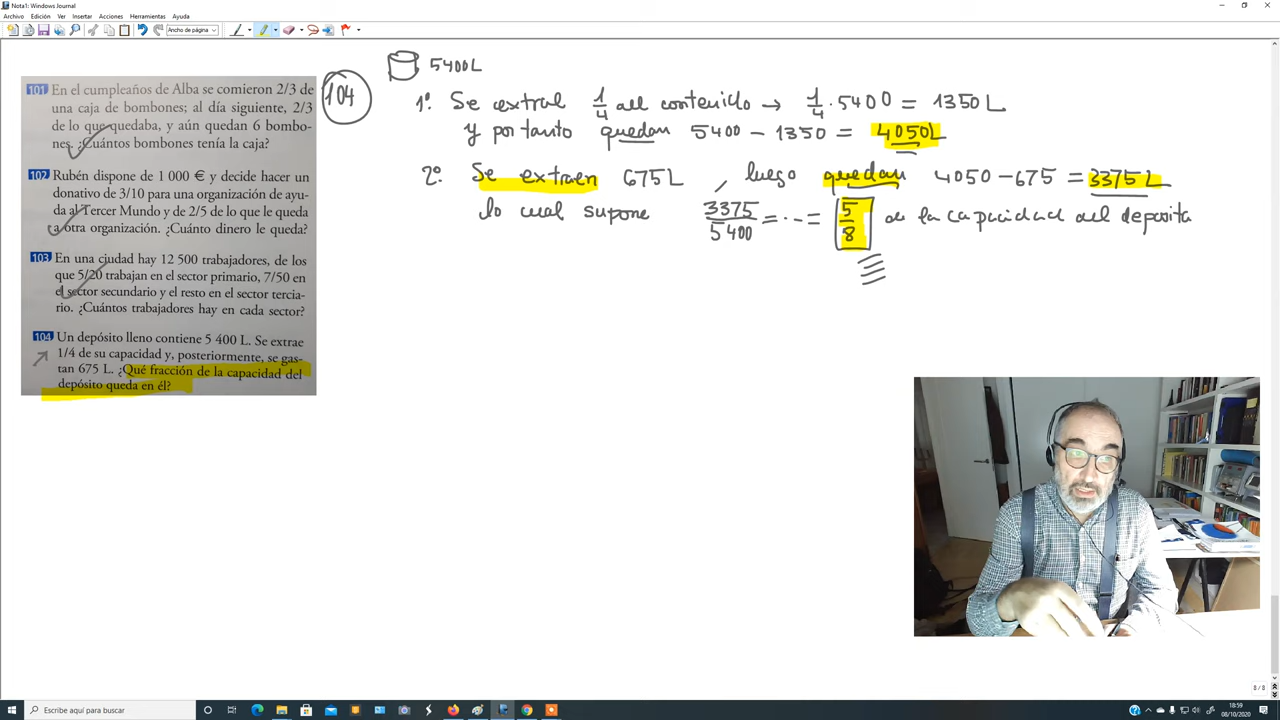 Nota1: Windows Journal
Archivo Edición Ver Insertar Acciones Herramientas Ayuda
Ancho de página
101 En el cumpleaños de Alba se comieron 2/3 de
una caja de bombones; al día siguiente, 2/3
de lo que quedaba, y aún quedan 6 bombo-
nes. ¿Cuántos bombones tenía la caja?
102 Rubén dispone de 1 000 € y decide hacer un
donativo de 3/10 para una organización de ayu-
da al Tercer Mundo y de 2/5 de lo que le queda
a otra organización. ¿Cuánto dinero le queda?
103 En una ciudad hay 12 500 trabajadores, de los
que 5/20 trabajan en el sector primario, 7/50 en
el sector secundario y el resto en el sector tercia-
rio. ¿Cuántos trabajadores hay en cada sector?
104 Un depósito lleno contiene 5 400 L. Se extrae
1/4 de su capacidad y, posteriormente, se gas-
tan 675 L. ¿Qué fracción de la capacidad del
depósito queda en él?
104
5400L
1º Se extrae 1/4 del contenido → 1/4 · 5400 = 1350 L
y por tanto quedan 5400 - 1350 = 4050L
2º Se extraen 675L , luego quedan 4050 - 675 = 3375 L
lo cual supone 3375/5400 = ... = 5/8 de la capacidad del deposito
8 / 8
Escribe aquí para buscar
18:59
08/10/2020